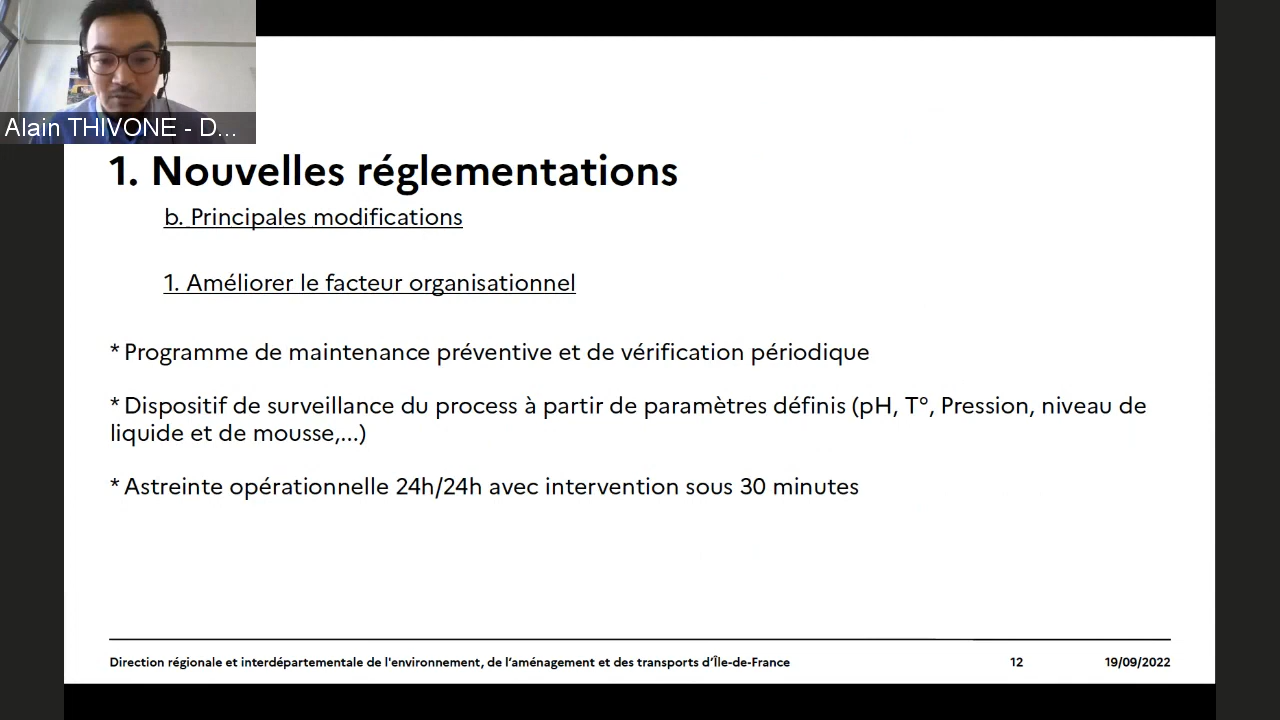 Alain THIVONE - D...
1. Nouvelles réglementations
b. Principales modifications
1. Améliorer le facteur organisationnel
* Programme de maintenance préventive et de vérification périodique
* Dispositif de surveillance du process à partir de paramètres définis (pH, T°, Pression, niveau de
liquide et de mousse,...)
* Astreinte opérationnelle 24h/24h avec intervention sous 30 minutes
Direction régionale et interdépartementale de l'environnement, de l'aménagement et des transports d'Île-de-France 12 19/09/2022